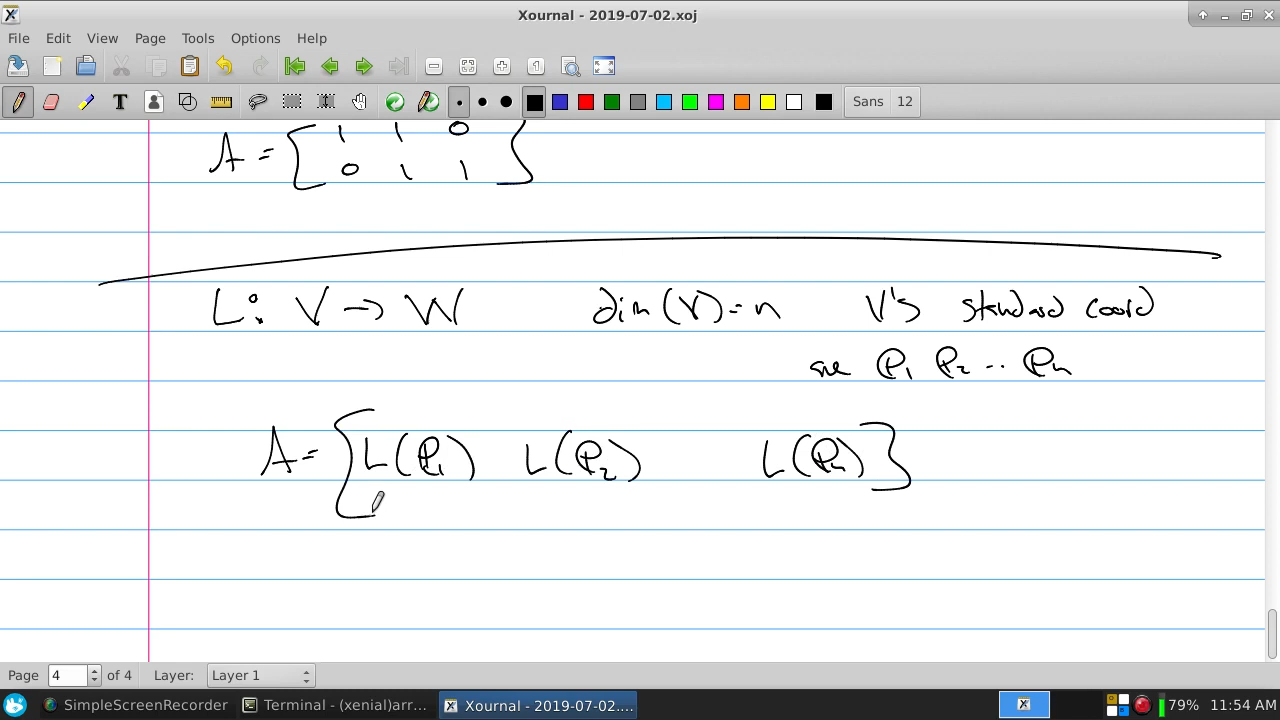 Xournal - 2019-07-02.xoj
File Edit View Page Tools Options Help
Sans 12
A = [ 1 1 0
0 1 1 ]
L: V → W dim(V) = n V's standard coord
are e₁ e₂ ... eₙ
A = [ L(e₁) L(e₂) L(eₙ) ]
Page 4 of 4 Layer: Layer 1
SimpleScreenRecorder Terminal - (xenial)arr... Xournal - 2019-07-02.... 79% 11:54 AM